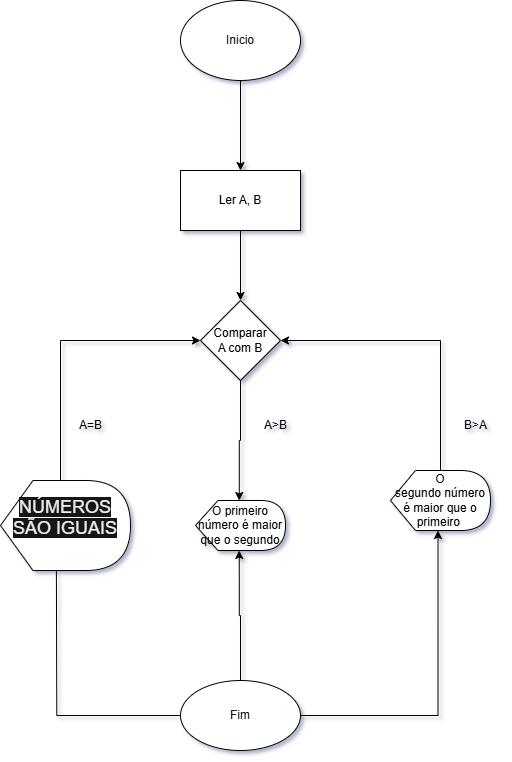 Inicio
Ler A, B
Comparar
A com B
A=B
A>B
B>A
NÚMEROS
SÃO IGUAIS
O primeiro
número é maior
que o segundo
O
segundo número
é maior que o
primeiro
Fim